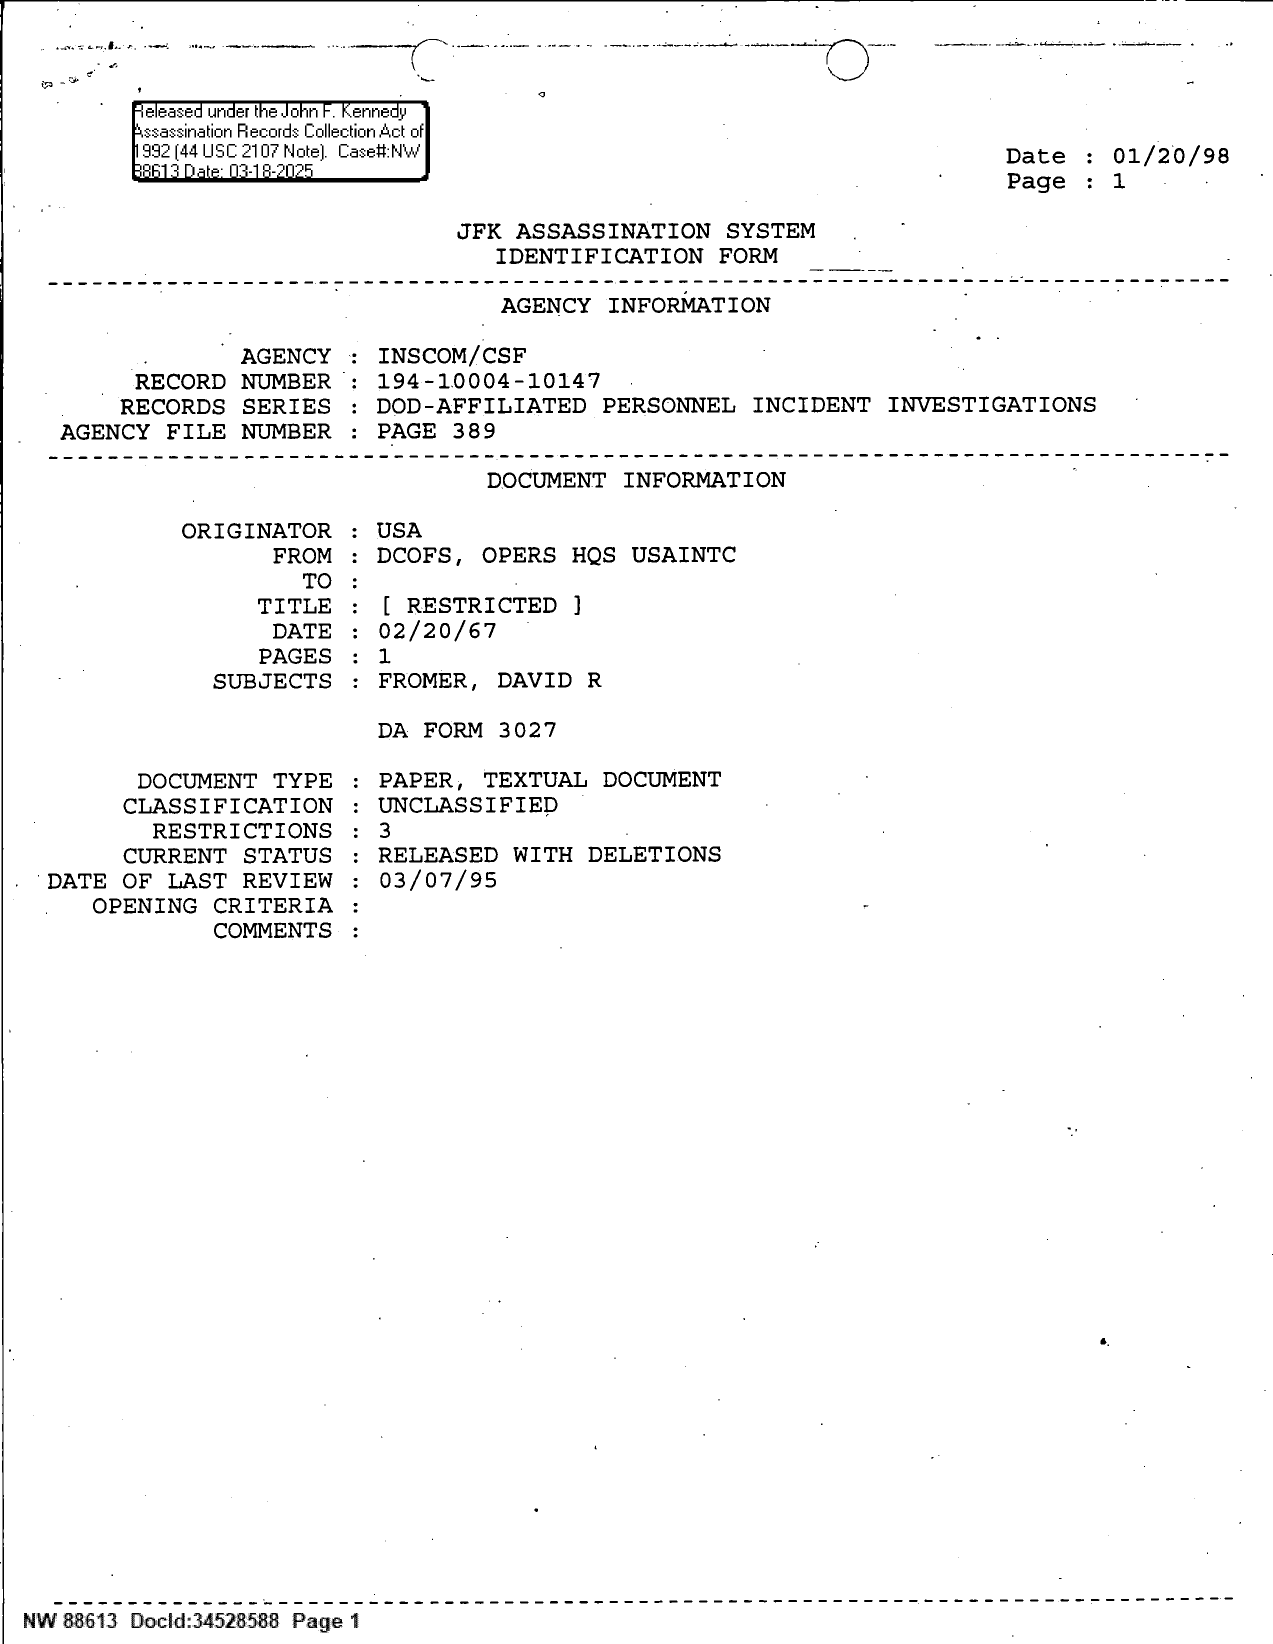 Released under the John F. Kennedy
Assassination Records Collection Act of
1992 (44 USC 2107 Note). Case#:NW
88613 Date: 03-18-2025
Date : 01/20/98
Page : 1
JFK ASSASSINATION SYSTEM
IDENTIFICATION FORM
AGENCY INFORMATION
AGENCY : INSCOM/CSF
RECORD NUMBER : 194-10004-10147
RECORDS SERIES : DOD-AFFILIATED PERSONNEL INCIDENT INVESTIGATIONS
AGENCY FILE NUMBER : PAGE 389
DOCUMENT INFORMATION
ORIGINATOR : USA
FROM : DCOFS, OPERS HQS USAINTC
TO :
TITLE : [ RESTRICTED ]
DATE : 02/20/67
PAGES : 1
SUBJECTS : FROMER, DAVID R
DA FORM 3027
DOCUMENT TYPE : PAPER, TEXTUAL DOCUMENT
CLASSIFICATION : UNCLASSIFIED
RESTRICTIONS : 3
CURRENT STATUS : RELEASED WITH DELETIONS
DATE OF LAST REVIEW : 03/07/95
OPENING CRITERIA :
COMMENTS :
NW 88613 DocId:34528588 Page 1